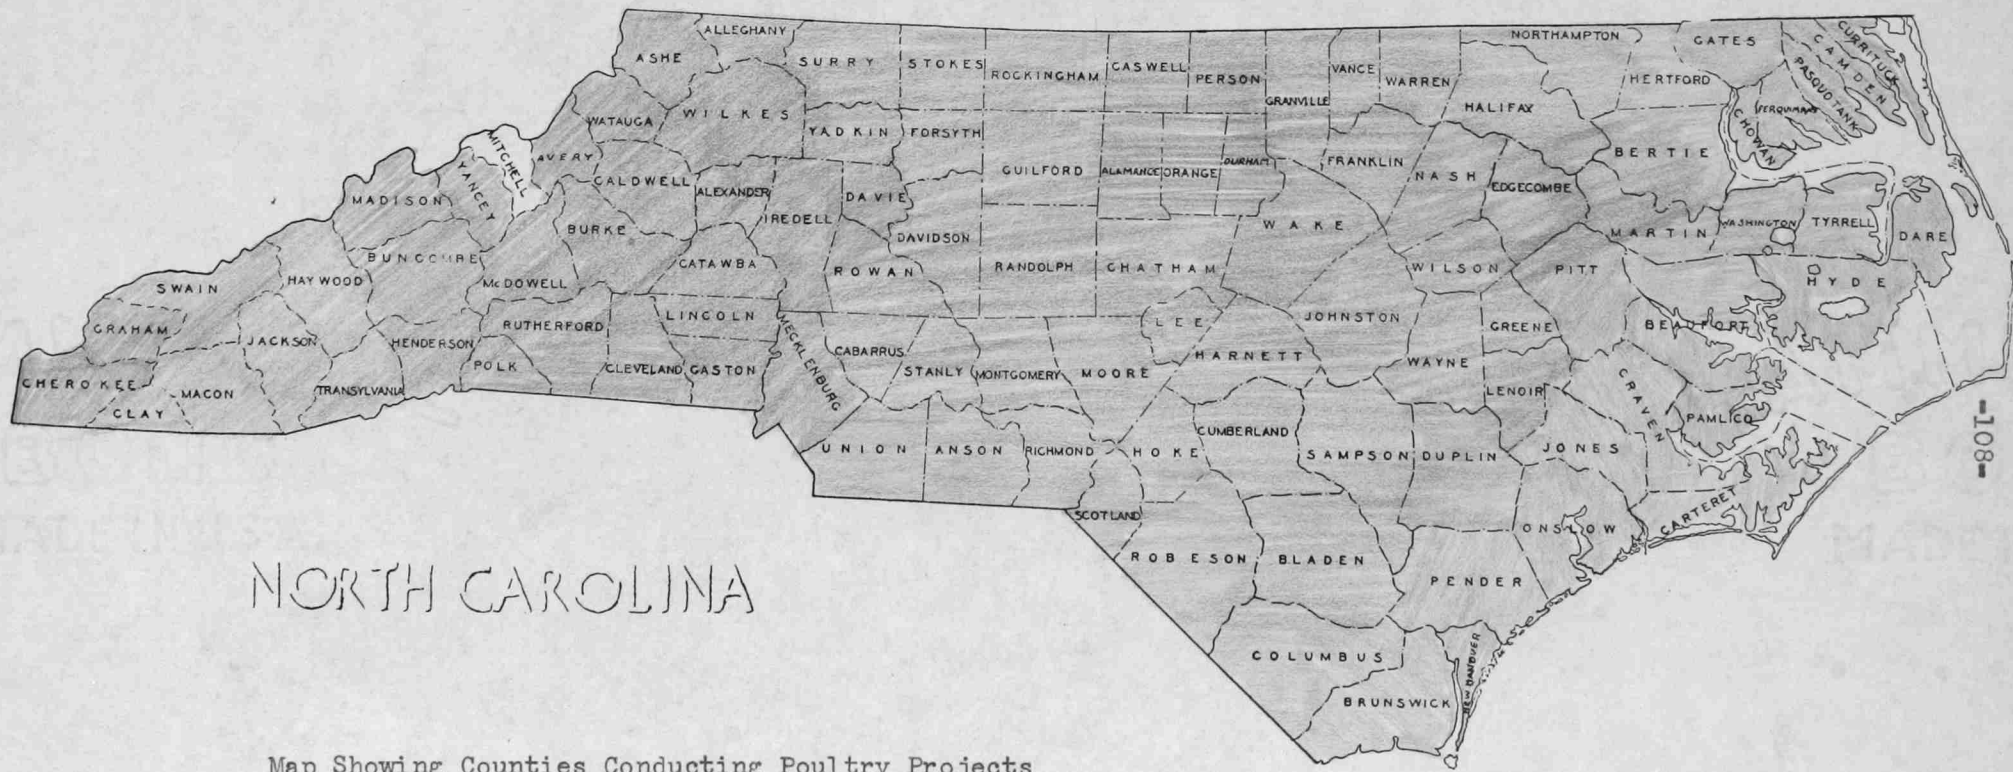 ALLEGHANY
ASHE
SURRY
STOKES
ROCKINGHAM
CASWELL
PERSON
GRANVILLE
VANCE
WARREN
NORTHAMPTON
HALIFAX
HERTFORD
GATES
CURRITUCK
CAMDEN
PASQUOTANK
PERQUIMANS
CHOWAN
WATAUGA
WILKES
YADKIN
FORSYTH
GUILFORD
ALAMANCE
ORANGE
DURHAM
FRANKLIN
NASH
EDGECOMBE
BERTIE
MITCHELL
AVERY
CALDWELL
ALEXANDER
IREDELL
DAVIE
DAVIDSON
WAKE
MARTIN
WASHINGTON
TYRRELL
DARE
MADISON
YANCEY
BURKE
CATAWBA
ROWAN
RANDOLPH
CHATHAM
WILSON
PITT
HYDE
SWAIN
HAYWOOD
BUNCOMBE
McDOWELL
RUTHERFORD
LINCOLN
MECKLENBURG
CABARRUS
LEE
JOHNSTON
GREENE
BEAUFORT
GRAHAM
JACKSON
HENDERSON
POLK
CLEVELAND
GASTON
STANLY
MONTGOMERY
MOORE
HARNETT
WAYNE
LENOIR
CRAVEN
PAMLICO
CHEROKEE
CLAY
MACON
TRANSYLVANIA
UNION
ANSON
RICHMOND
HOKE
CUMBERLAND
SAMPSON
DUPLIN
JONES
CARTERET
SCOTLAND
ROBESON
BLADEN
PENDER
ONSLOW
COLUMBUS
BRUNSWICK
NEW HANOVER
-108-
NORTH CAROLINA
Map Showing Counties Conducting Poultry Projects